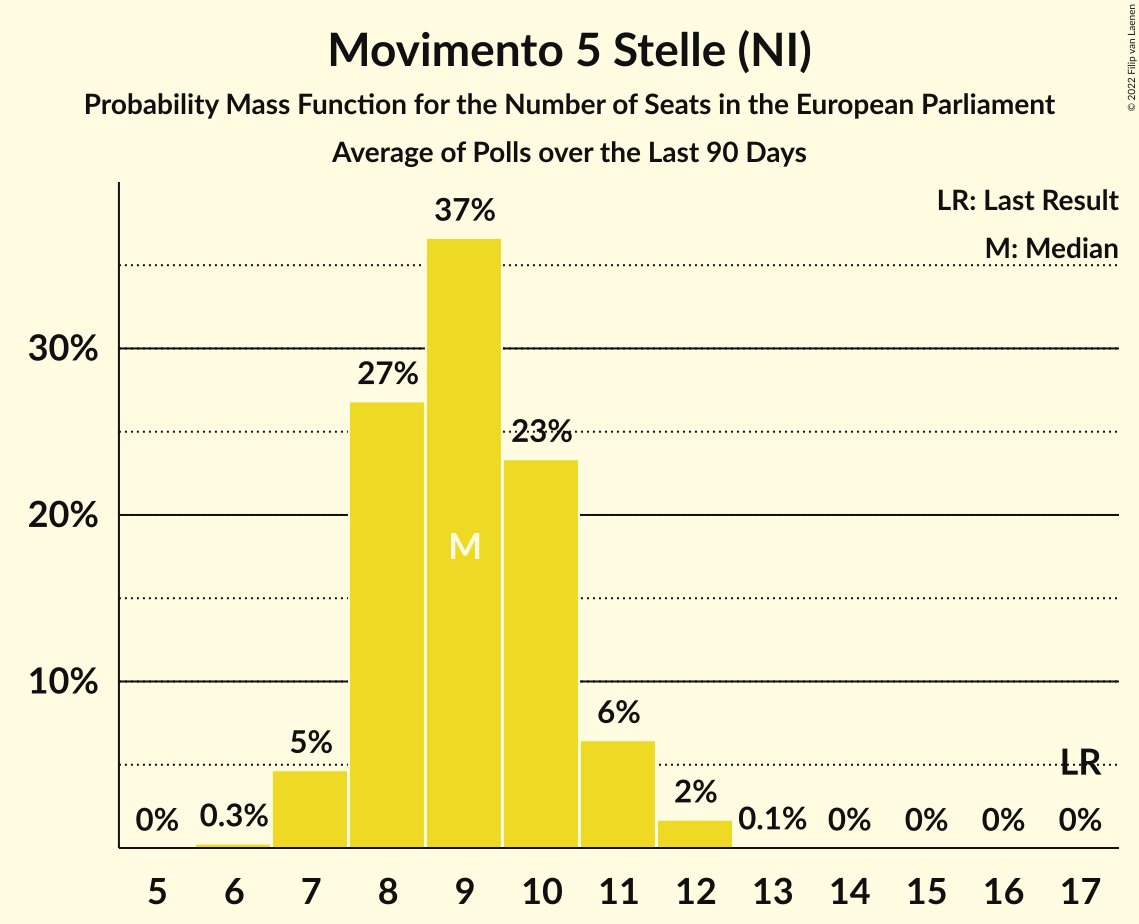 Movimento 5 Stelle (NI)
Probability Mass Function for the Number of Seats in the European Parliament
Average of Polls over the Last 90 Days
© 2022 Filip van Laenen
LR: Last Result
M: Median
37%
30%
27%
23%
20%
M
10%
6%
5%
LR
2%
0% 0.3% 0.1% 0% 0% 0% 0%
5 6 7 8 9 10 11 12 13 14 15 16 17